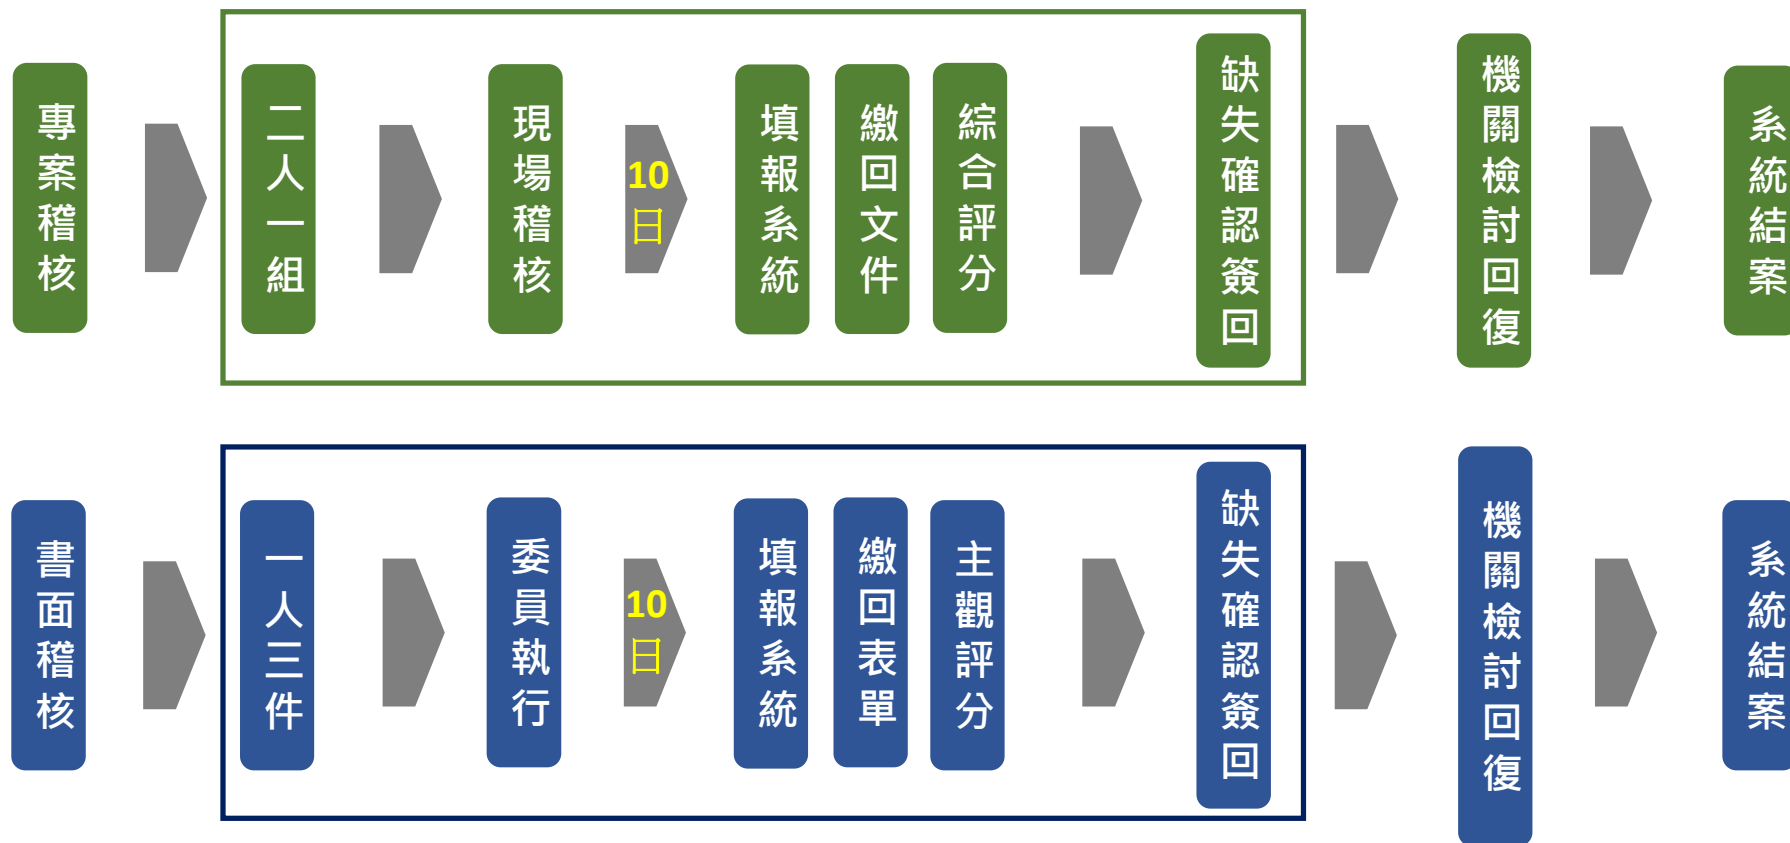 專案稽核
二人一組
現場稽核
10
日
填報系統
繳回文件
綜合評分
缺失確認簽回
機關檢討回復
系統結案
書面稽核
一人三件
委員執行
10
日
填報系統
繳回表單
主觀評分
缺失確認簽回
機關檢討回復
系統結案